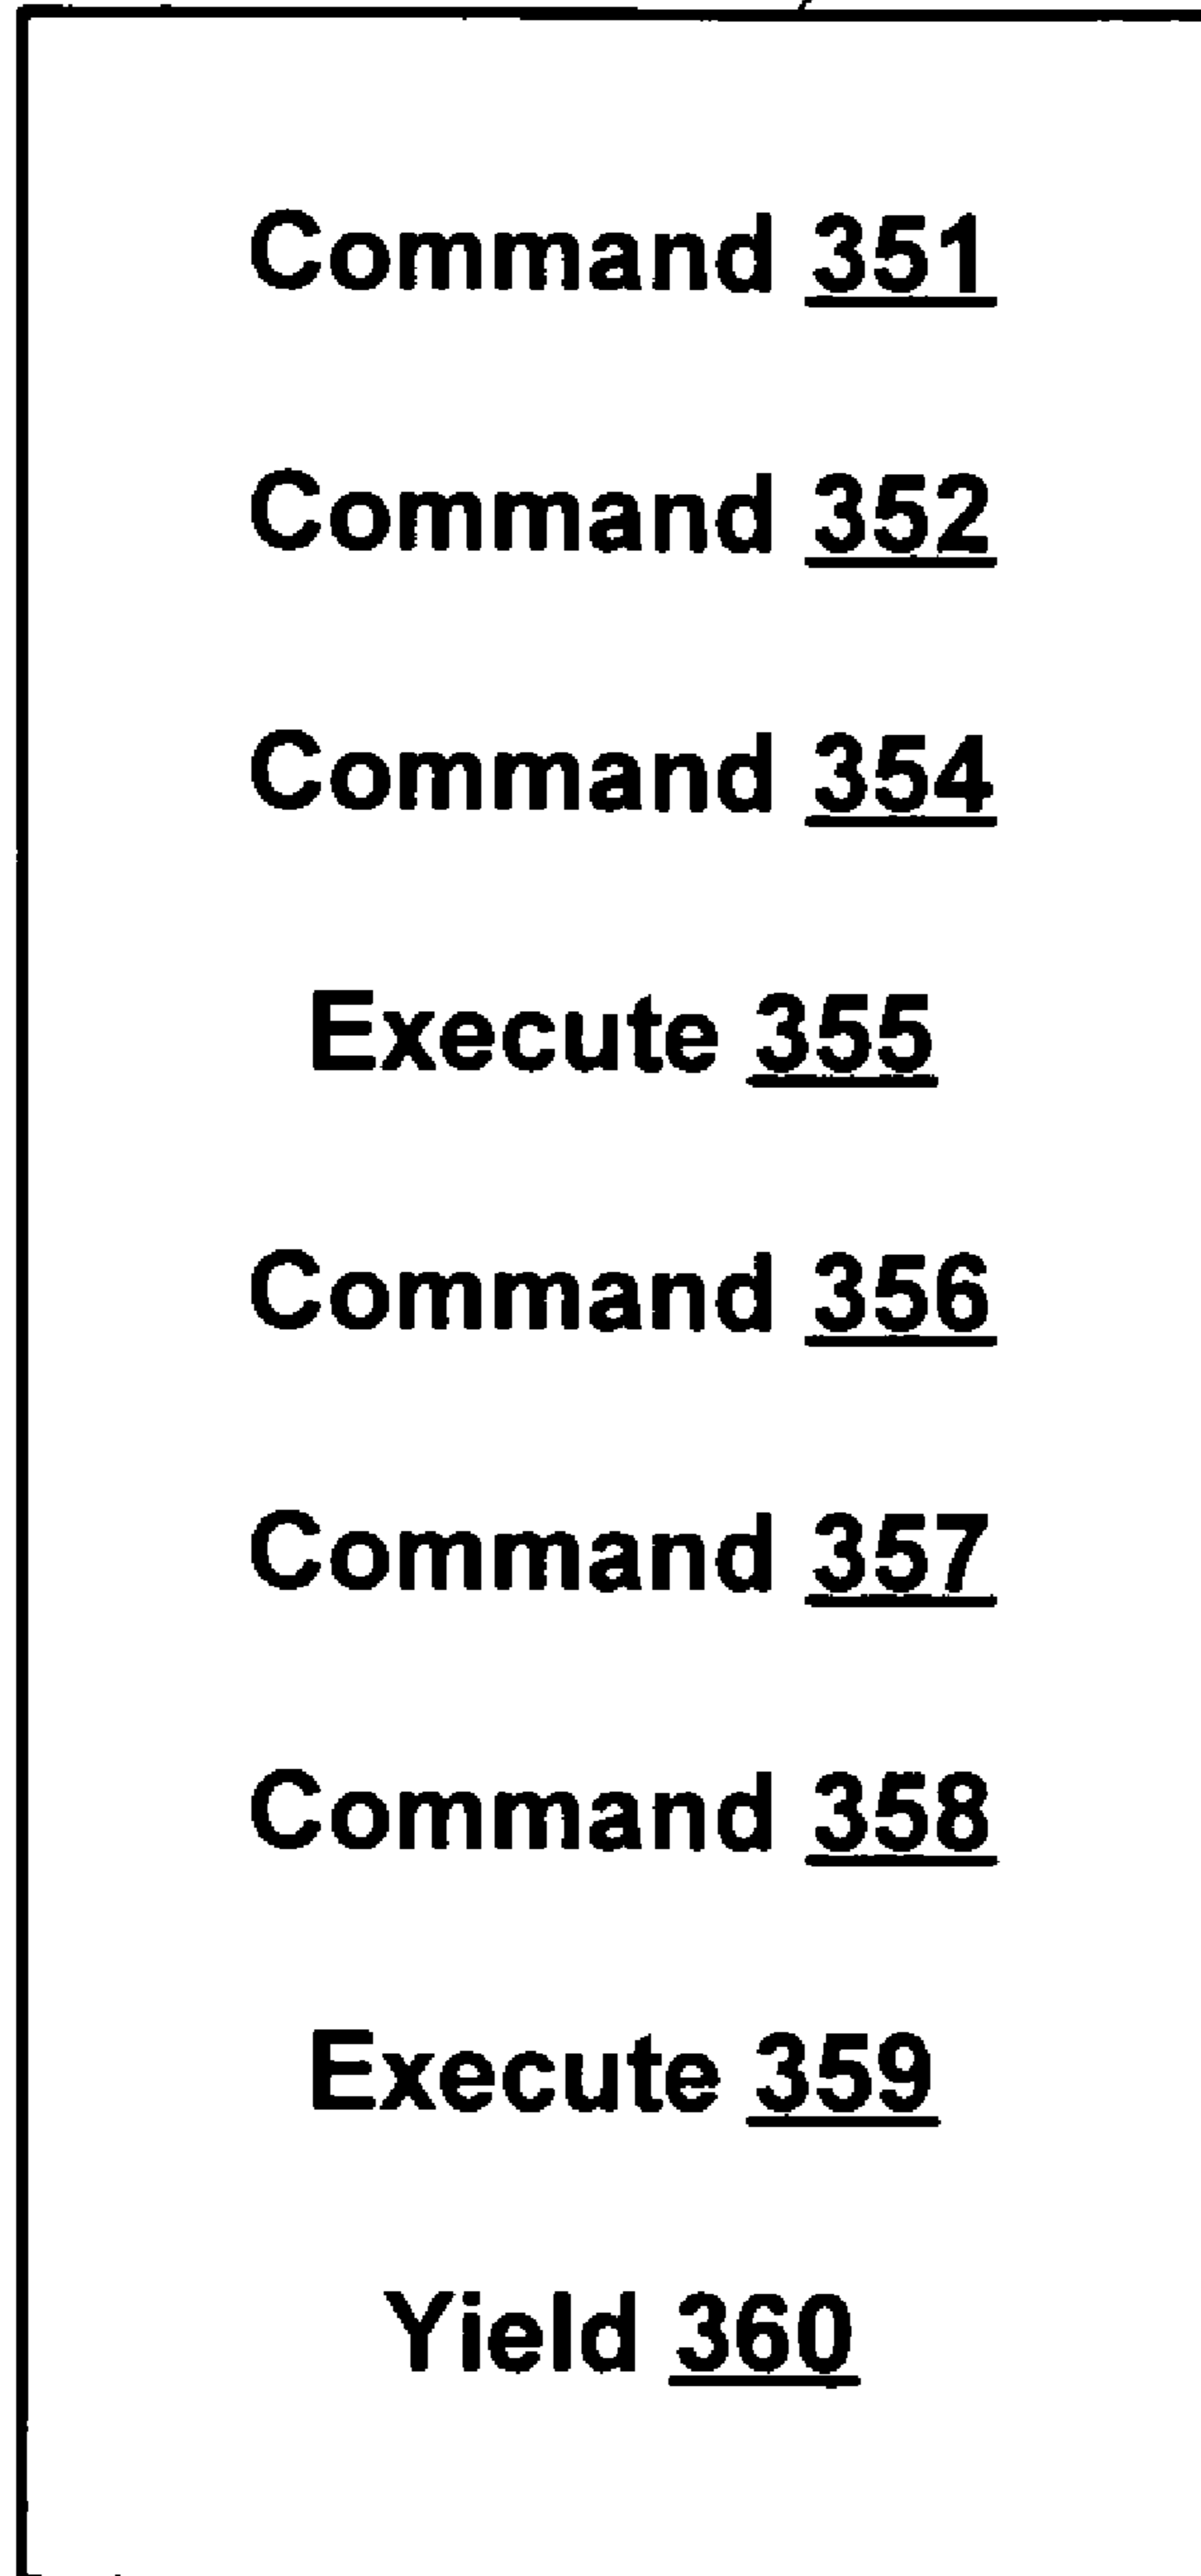 Command 351
Command 352
Command 354
Execute 355
Command 356
Command 357
Command 358
Execute 359
Yield 360